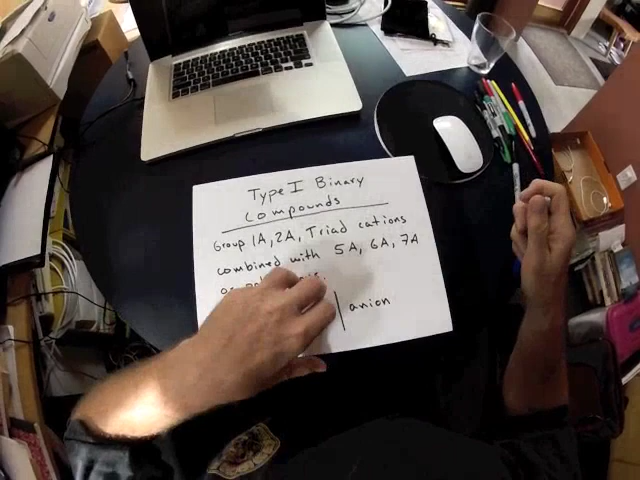 Type I Binary
Compounds
Group 1A, 2A, Triad cations
combined with 5A, 6A, 7A
anion